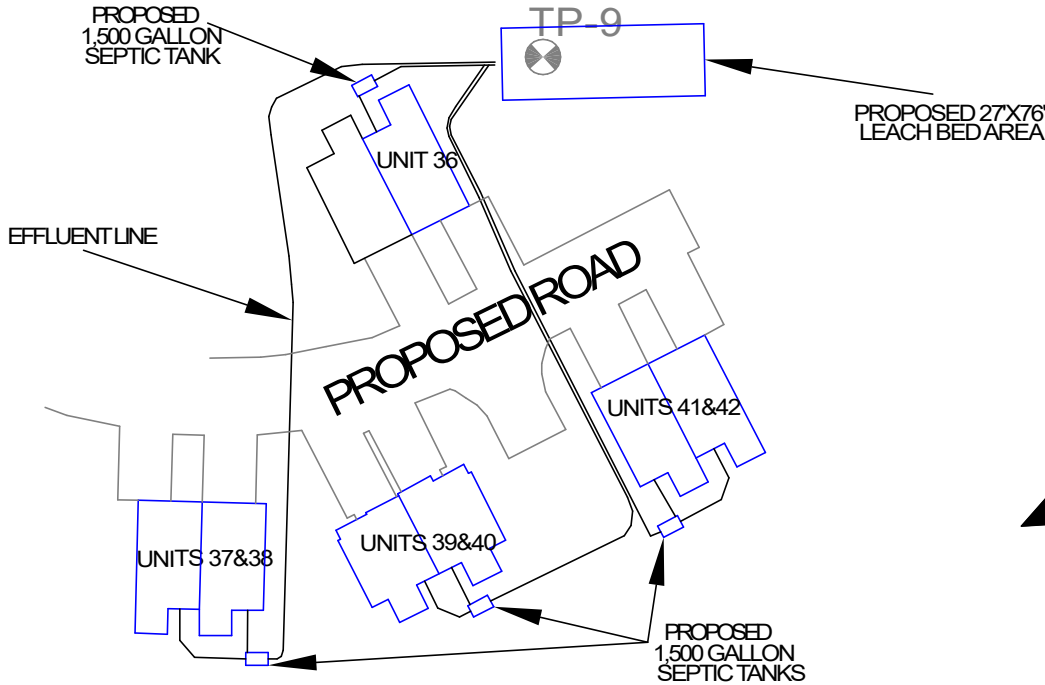 PROPOSED
1,500 GALLON
SEPTIC TANK
TP-9
PROPOSED 27'X76'
LEACH BED AREA
UNIT 36
EFFLUENT LINE
PROPOSED ROAD
UNITS 41&42
UNITS 39&40
UNITS 37&38
PROPOSED
1,500 GALLON
SEPTIC TANKS